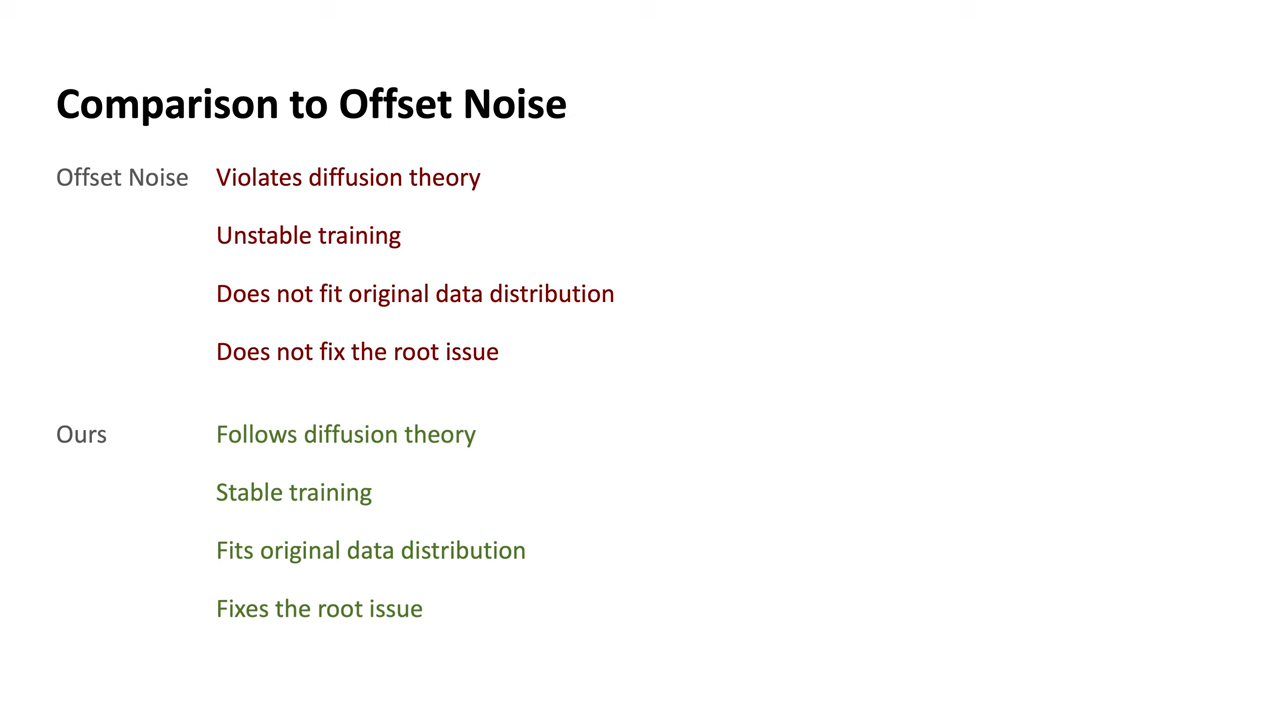 Comparison to Offset Noise
Offset Noise Violates diffusion theory
Unstable training
Does not fit original data distribution
Does not fix the root issue
Ours Follows diffusion theory
Stable training
Fits original data distribution
Fixes the root issue